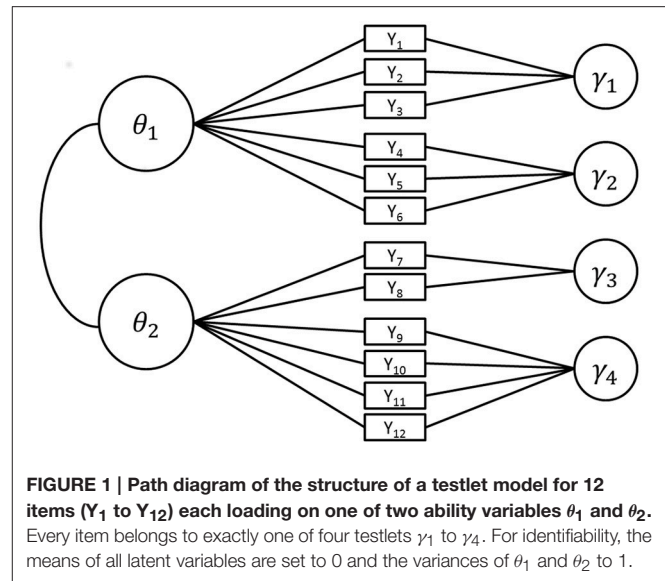 Y₁
Y₂
Y₃
Y₄
Y₅
Y₆
Y₇
Y₈
Y₉
Y₁₀
Y₁₁
Y₁₂
θ₁
θ₂
γ₁
γ₂
γ₃
γ₄
FIGURE 1 | Path diagram of the structure of a testlet model for 12
items (Y₁ to Y₁₂) each loading on one of two ability variables θ₁ and θ₂.
Every item belongs to exactly one of four testlets γ₁ to γ₄. For identifiability, the
means of all latent variables are set to 0 and the variances of θ₁ and θ₂ to 1.